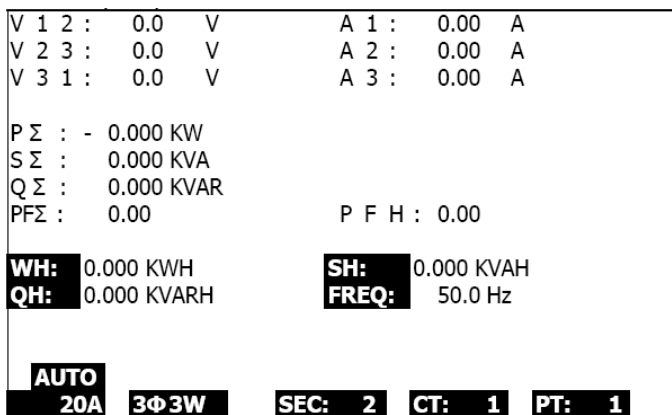 V 1 2 : 0.0 V A 1 : 0.00 A
V 2 3 : 0.0 V A 2 : 0.00 A
V 3 1 : 0.0 V A 3 : 0.00 A
P Σ : - 0.000 KW
S Σ : 0.000 KVA
Q Σ : 0.000 KVAR
PFΣ : 0.00 P F H : 0.00
WH: 0.000 KWH SH: 0.000 KVAH
QH: 0.000 KVARH FREQ: 50.0 Hz
AUTO
20A 3Φ3W SEC: 2 CT: 1 PT: 1